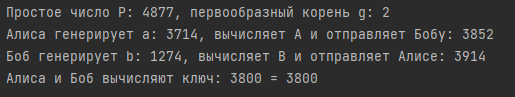 Простое число P: 4877, первообразный корень g: 2
Алиса генерирует a: 3714, вычисляет A и отправляет Бобу: 3852
Боб генерирует b: 1274, вычисляет B и отправляет Алисе: 3914
Алиса и Боб вычисляют ключ: 3800 = 3800